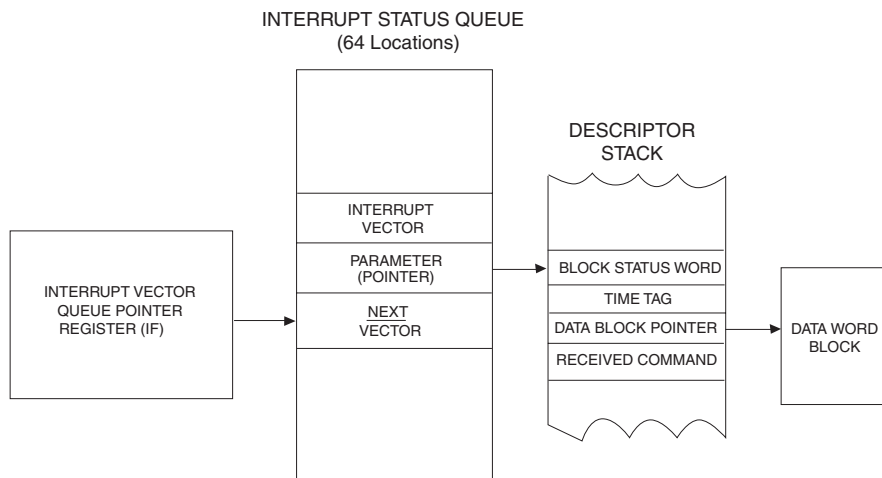 INTERRUPT STATUS QUEUE
(64 Locations)
DESCRIPTOR
STACK
INTERRUPT
VECTOR
PARAMETER
(POINTER)
NEXT
VECTOR
INTERRUPT VECTOR
QUEUE POINTER
REGISTER (IF)
BLOCK STATUS WORD
TIME TAG
DATA BLOCK POINTER
RECEIVED COMMAND
DATA WORD
BLOCK